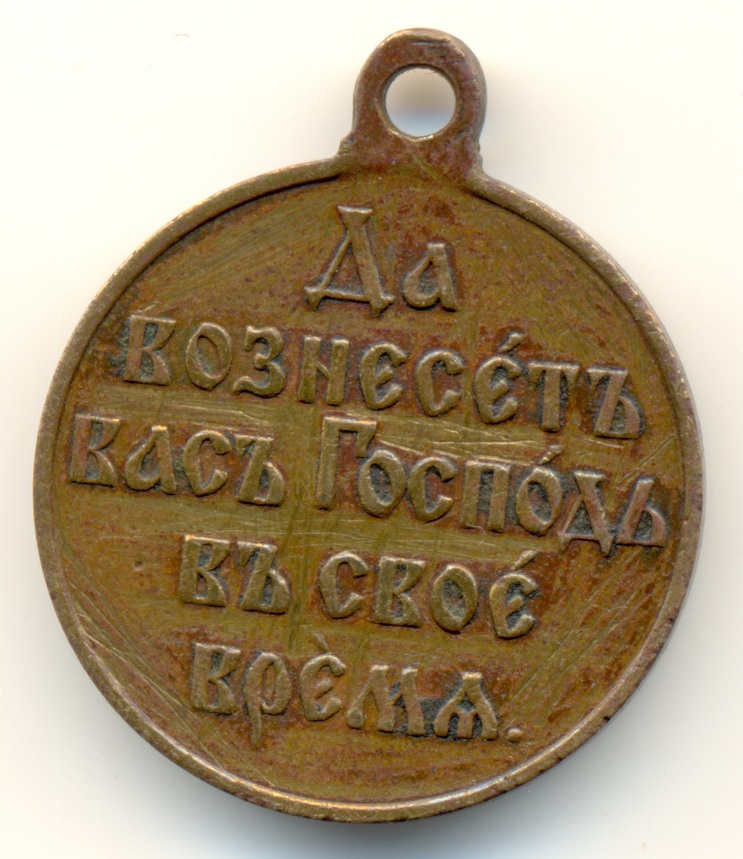 Да
вознесе́тъ
васъ Госпо́дь
въ свое́
врѐмѧ.